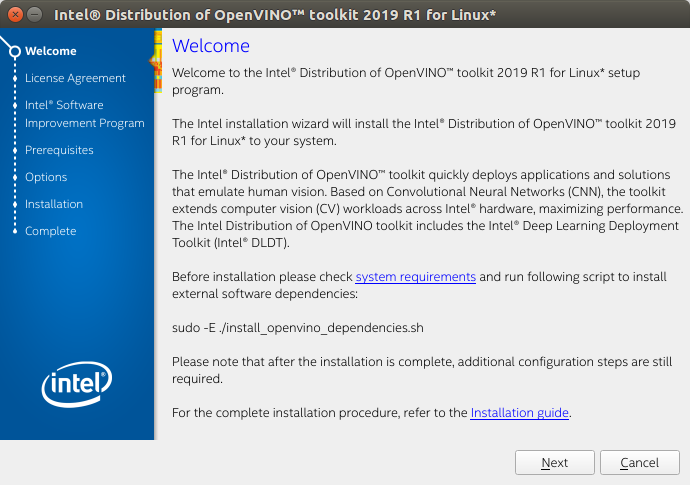 Intel® Distribution of OpenVINO™ toolkit 2019 R1 for Linux*
Welcome
License Agreement
Intel® Software
Improvement Program
Prerequisites
Options
Installation
Complete
intel
Welcome
Welcome to the Intel® Distribution of OpenVINO™ toolkit 2019 R1 for Linux* setup
program.
The Intel installation wizard will install the Intel® Distribution of OpenVINO™ toolkit 2019
R1 for Linux* to your system.
The Intel® Distribution of OpenVINO™ toolkit quickly deploys applications and solutions
that emulate human vision. Based on Convolutional Neural Networks (CNN), the toolkit
extends computer vision (CV) workloads across Intel® hardware, maximizing performance.
The Intel Distribution of OpenVINO toolkit includes the Intel® Deep Learning Deployment
Toolkit (Intel® DLDT).
Before installation please check system requirements and run following script to install
external software dependencies:
sudo -E ./install_openvino_dependencies.sh
Please note that after the installation is complete, additional configuration steps are still
required.
For the complete installation procedure, refer to the Installation guide.
Next
Cancel